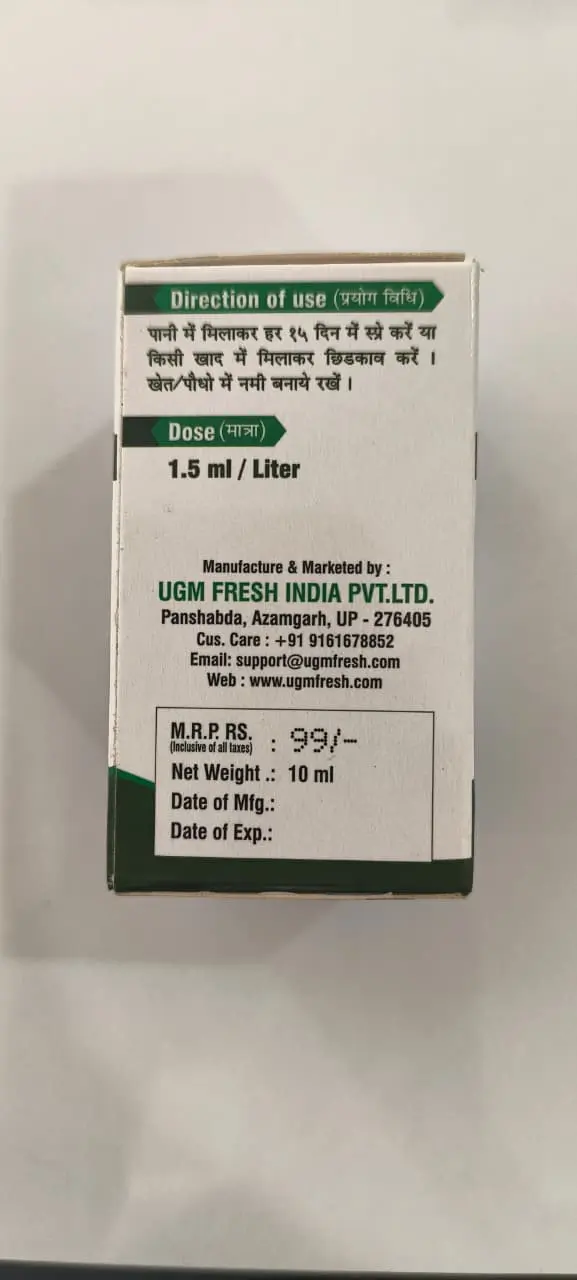 Direction of use (प्रयोग विधि)
पानी में मिलाकर हर १५ दिन में स्प्रे करें या
किसी खाद में मिलाकर छिडकाव करें ।
खेत/पौधो में नमी बनाये रखें ।
Dose (मात्रा)
1.5 ml / Liter
Manufacture & Marketed by :
UGM FRESH INDIA PVT.LTD.
Panshabda, Azamgarh, UP - 276405
Cus. Care : +91 9161678852
Email: support@ugmfresh.com
Web : www.ugmfresh.com
M.R.P. RS. : 99/-
(Inclusive of all taxes)
Net Weight .: 10 ml
Date of Mfg.:
Date of Exp.: